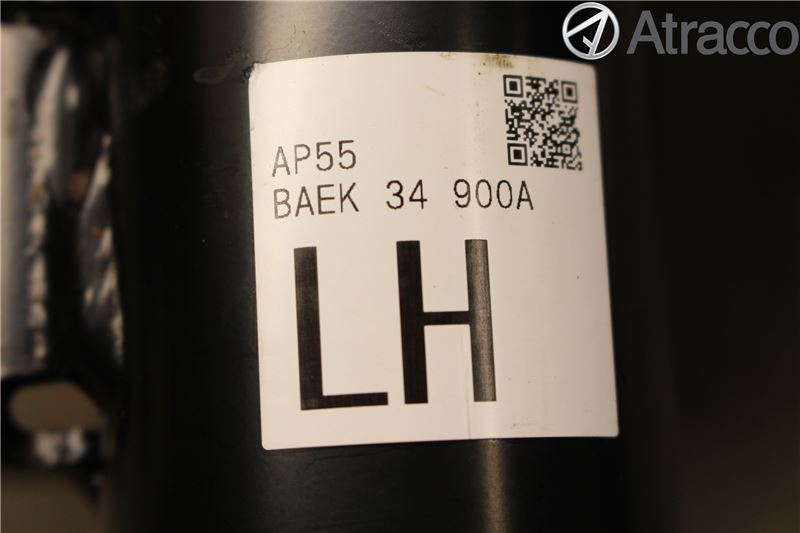 Atracco
AP55
BAEK 34 900A
LH